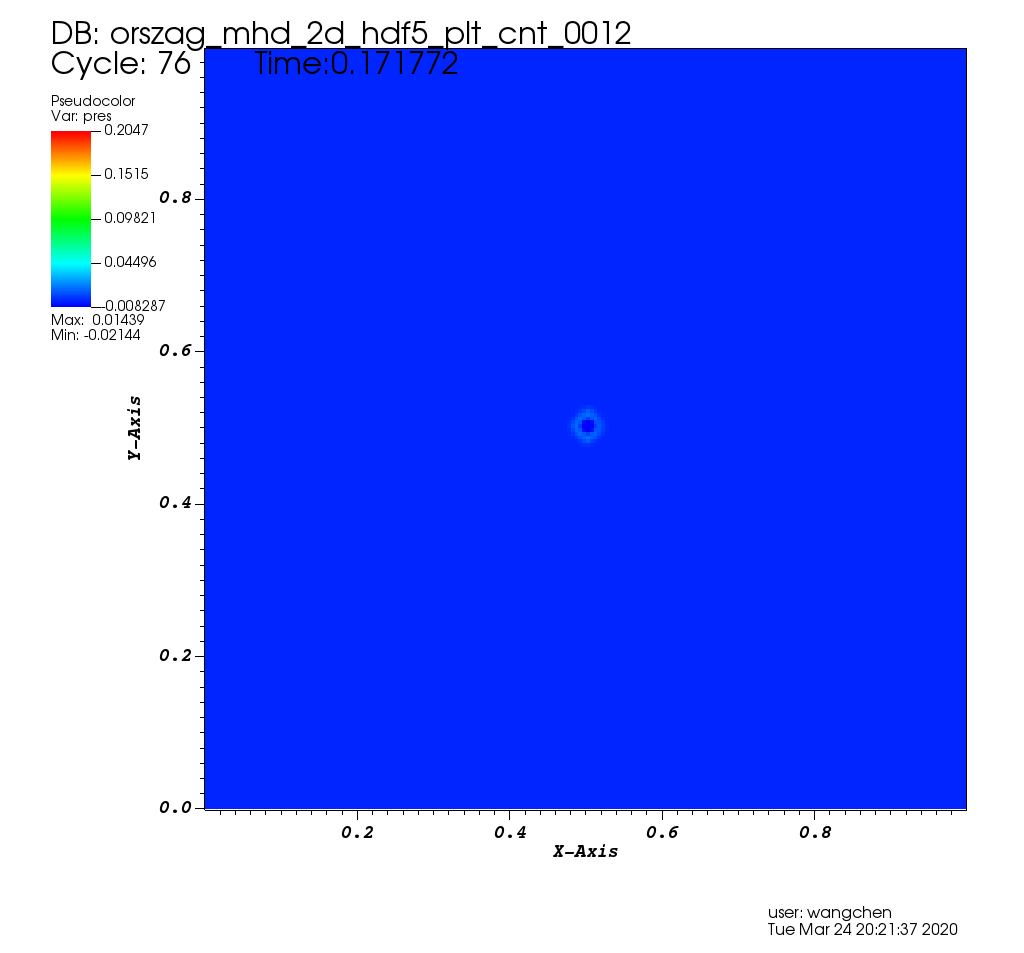 DB: orszag_mhd_2d_hdf5_plt_cnt_0012
Cycle: 76 Time:0.171772
Pseudocolor
Var: pres
0.2047
0.1515
0.09821
0.04496
-0.008287
Max: 0.01439
Min: -0.02144
0.8
0.6
0.4
0.2
0.0
Y-Axis
0.2 0.4 0.6 0.8
X-Axis
user: wangchen
Tue Mar 24 20:21:37 2020